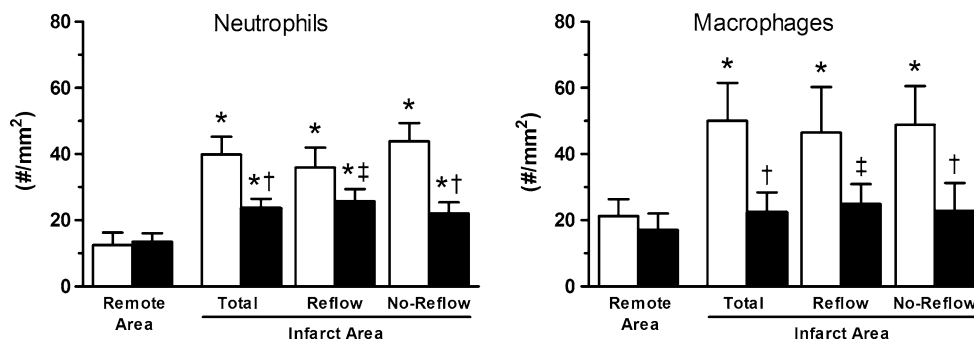 Neutrophils
80
60
40
20
0
(#/mm²)
*
*
*
*†
*‡
*†
Remote
Area
Total
Reflow
No-Reflow
Infarct Area
Macrophages
80
60
40
20
0
(#/mm²)
*
*
*
†
‡
†
Remote
Area
Total
Reflow
No-Reflow
Infarct Area